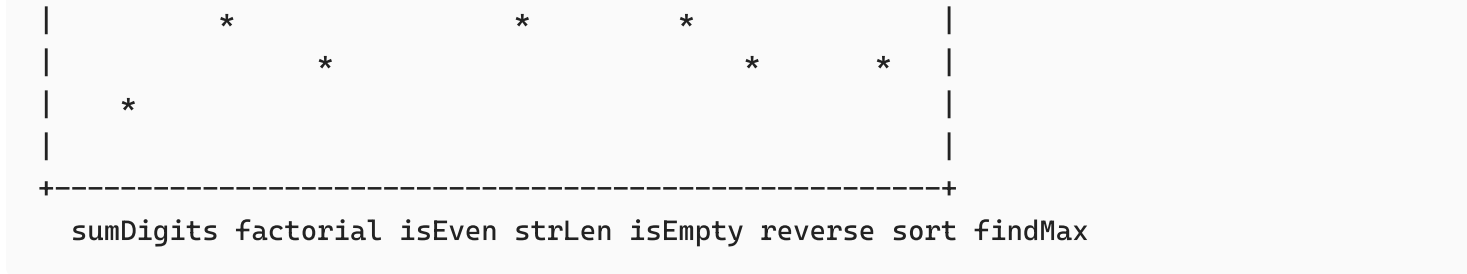 |          *                 *         *               |
|                *                         *       *   |
|    *                                                 |
|                                                      |
+------------------------------------------------------+
  sumDigits factorial isEven strLen isEmpty reverse sort findMax